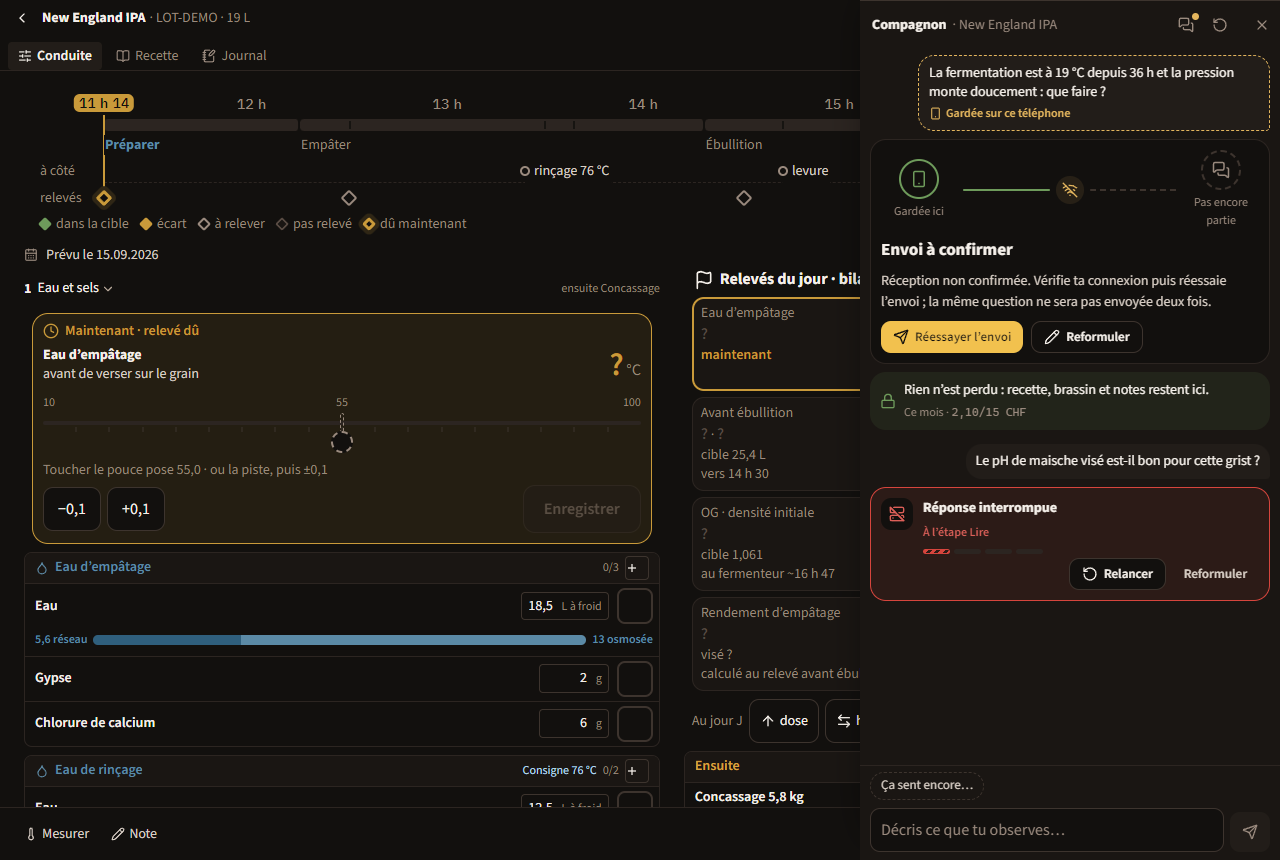 New England IPA · LOT-DEMO · 19 L
Conduite
Recette
Journal
11 h 14
12 h
13 h
14 h
15 h
Préparer
Empâter
Ébullition
à côté
rinçage 76 °C
levure
relevés
dans la cible
écart
à relever
pas relevé
dû maintenant
Prévu le 15.09.2026
1 Eau et sels
ensuite Concassage
Maintenant · relevé dû
Eau d’empâtage
avant de verser sur le grain
? °C
10
55
100
Toucher le pouce pose 55,0 · ou la piste, puis ±0,1
−0,1
+0,1
Enregistrer
Eau d’empâtage
0/3
+
Eau
18,5 L à froid
5,6 réseau
13 osmosée
Gypse
2 g
Chlorure de calcium
6 g
Eau de rinçage
Consigne 76 °C
0/2
+
Mesurer
Note
Relevés du jour ·
Eau d’empâtage
?
maintenant
Avant ébullition
? · ?
cible 25,4 L
vers 14 h 30
OG · densité initiale
?
cible 1,061
au fermenteur ~16 h 47
Rendement d’empâtage
?
visé ?
calculé au relevé avant
Au jour J
dose
Ensuite
Concassage 5,8 kg
Compagnon · New England IPA
La fermentation est à 19 °C depuis 36 h et la pression
monte doucement : que faire ?
Gardée sur ce téléphone
Gardée ici
Pas encore
partie
Envoi à confirmer
Réception non confirmée. Vérifie ta connexion puis réessaie
l’envoi ; la même question ne sera pas envoyée deux fois.
Réessayer l’envoi
Reformuler
Rien n’est perdu : recette, brassin et notes restent ici.
Ce mois · 2,10/15 CHF
Le pH de maische visé est-il bon pour cette grist ?
Réponse interrompue
À l’étape Lire
Relancer
Reformuler
Ça sent encore…
Décris ce que tu observes…